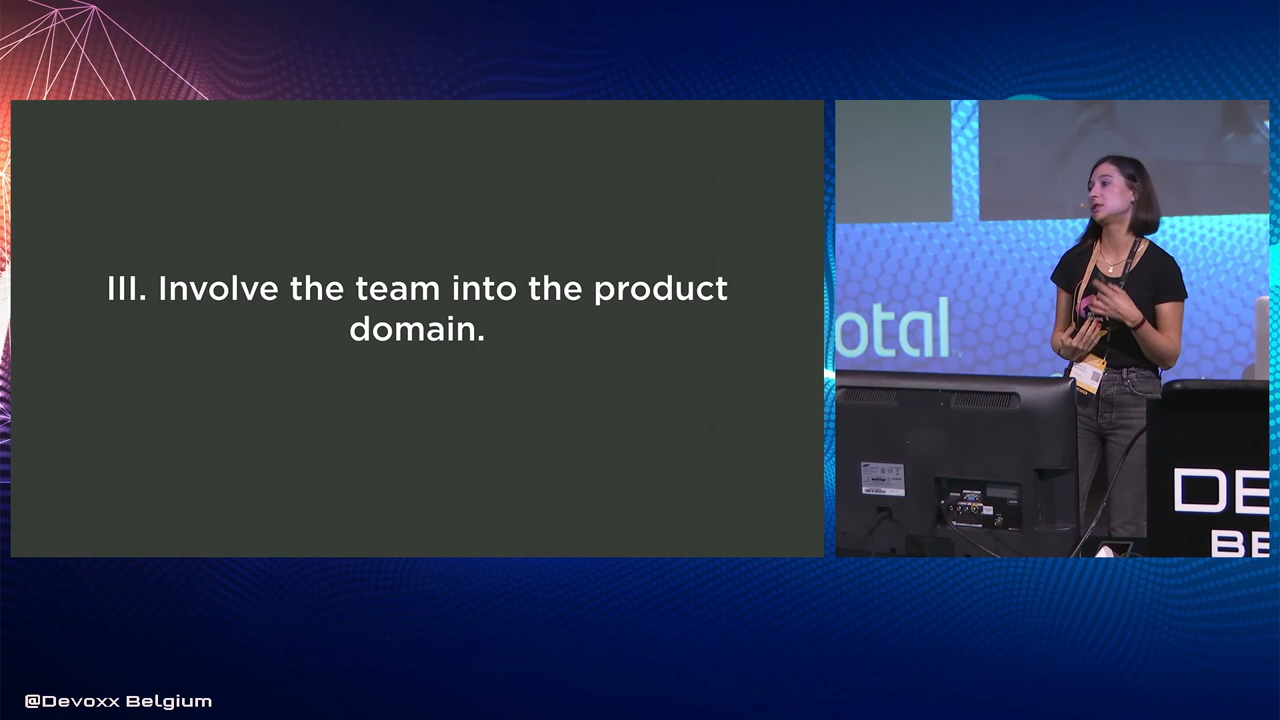 III. Involve the team into the product
domain.
otal
DE
BE
@Devoxx Belgium